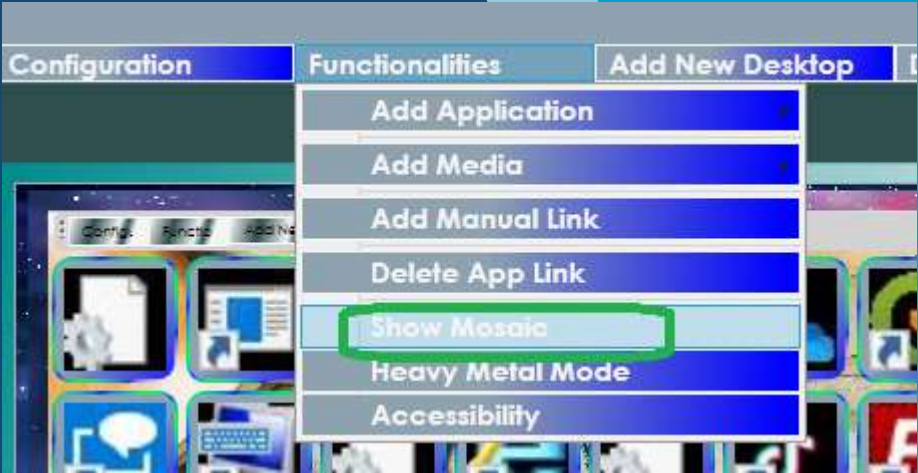 Configuration
Functionalities
Add New Desktop
Add Application
Add Media
Add Manual Link
Delete App Link
Show Mosaic
Heavy Metal Mode
Accessibility